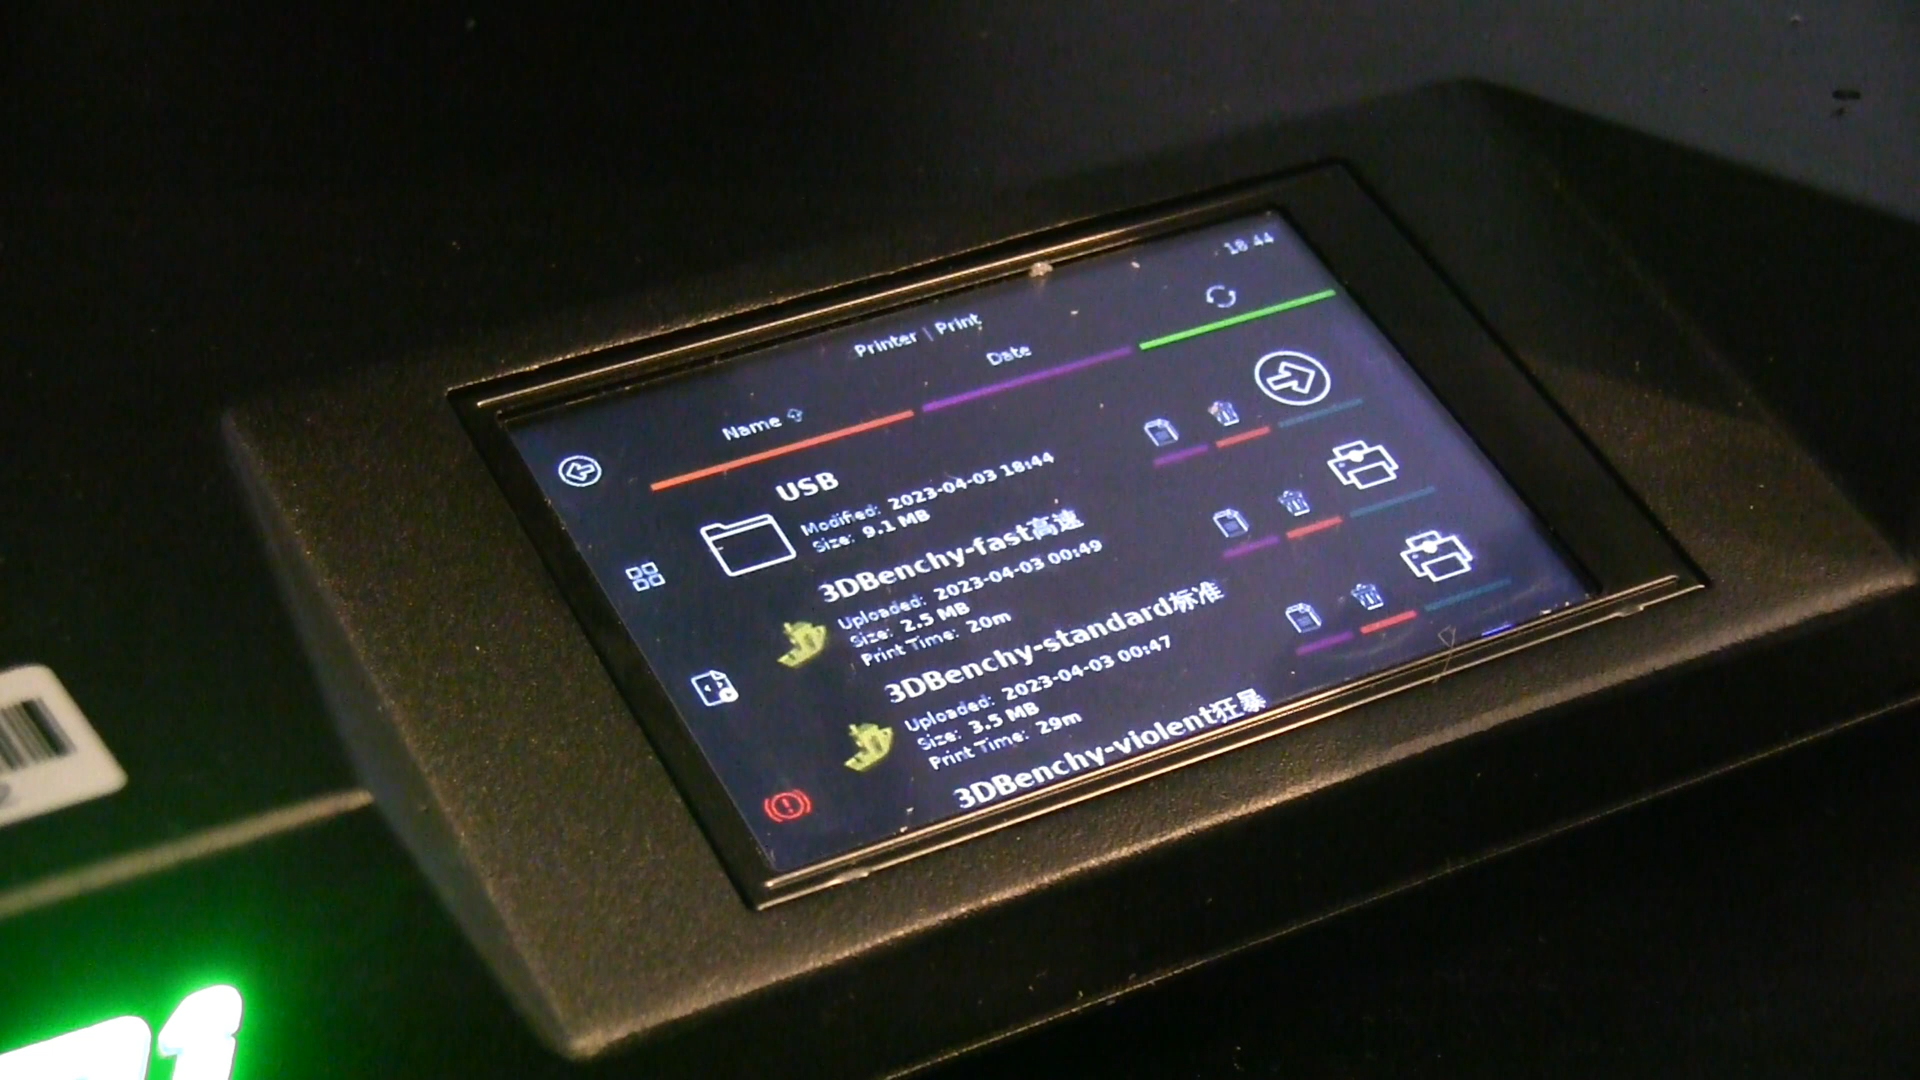 18:44
Printer | Print
Name
Date
USB
Modified: 2023-04-03 18:44
Size: 9.1 MB
3DBenchy-fast高速
Uploaded: 2023-04-03 00:49
Size: 2.5 MB
Print Time: 20m
3DBenchy-standard标准
Uploaded: 2023-04-03 00:47
Size: 3.5 MB
Print Time: 29m
3DBenchy-violent狂暴
1